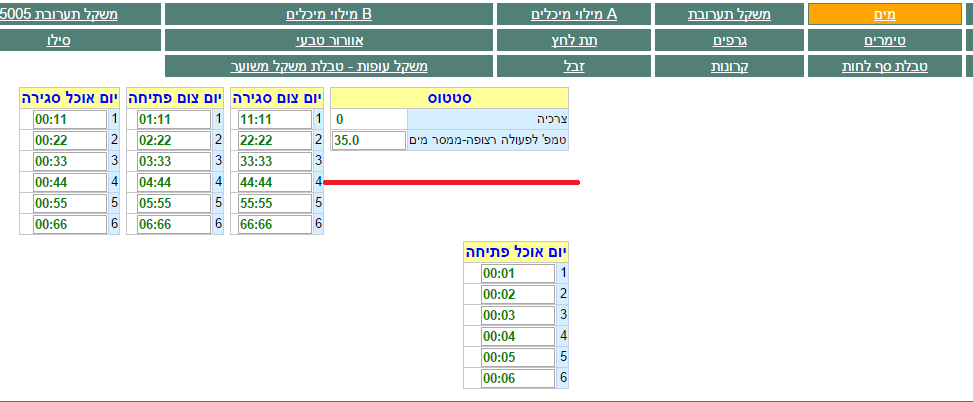 מים משקל תערובת A מילוי מיכלים B מילוי מיכלים משקל תערובת 5005
טימרים גרפים תת לחץ אוורור טבעי סילו
טבלת סף לחות קרונות זבל משקל עופות - טבלת משקל משוער
סטטוס
צרכיה 0
טמפ' לפעולה רצופה-ממסר מים 35.0
יום צום סגירה
1 11:11
2 22:22
3 33:33
4 44:44
5 55:55
6 66:66
יום צום פתיחה
1 01:11
2 02:22
3 03:33
4 04:44
5 05:55
6 06:66
יום אוכל סגירה
1 00:11
2 00:22
3 00:33
4 00:44
5 00:55
6 00:66
יום אוכל פתיחה
1 00:01
2 00:02
3 00:03
4 00:04
5 00:05
6 00:06